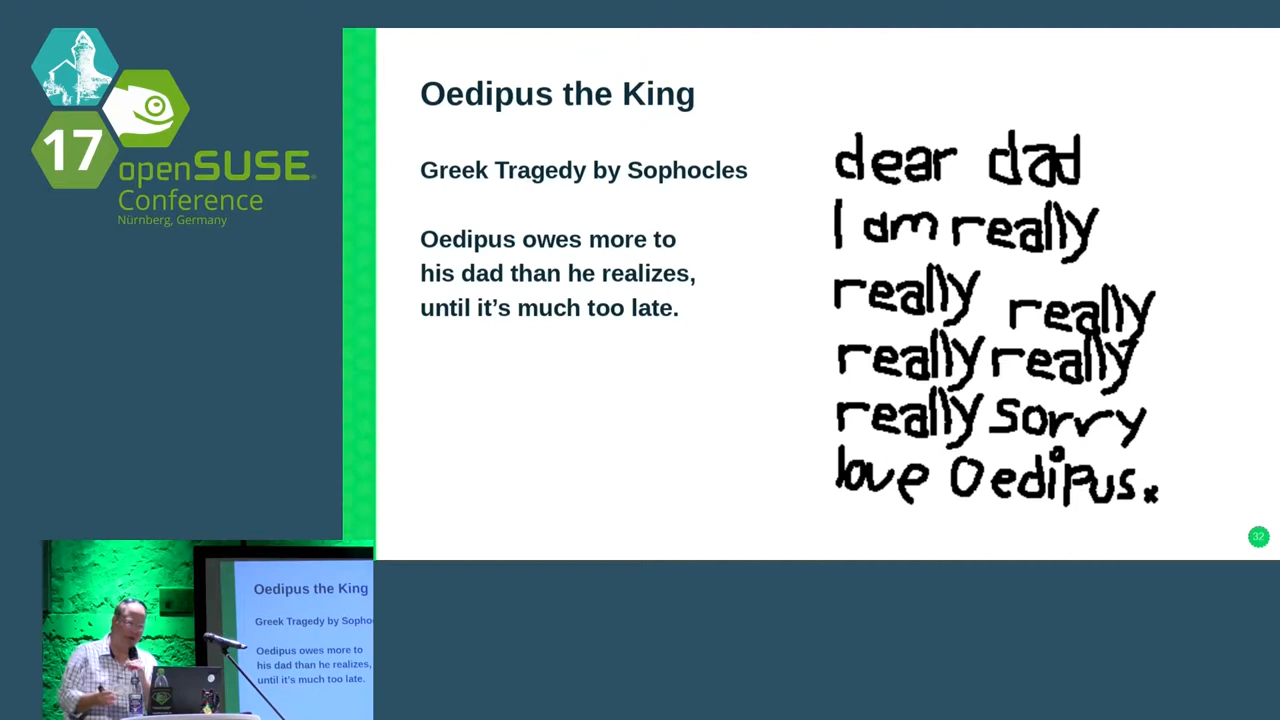 17
openSUSE
Conference
Nürnberg, Germany
Oedipus the King
Greek Tragedy by Sophocles
Oedipus owes more to
his dad than he realizes,
until it’s much too late.
dear dad
I am really
really really
really really
really sorry
love Oedipus.x
32
Oedipus the King
Greek Tragedy by Sopho
Oedipus owes more to
his dad than he realizes,
until it’s much too late.